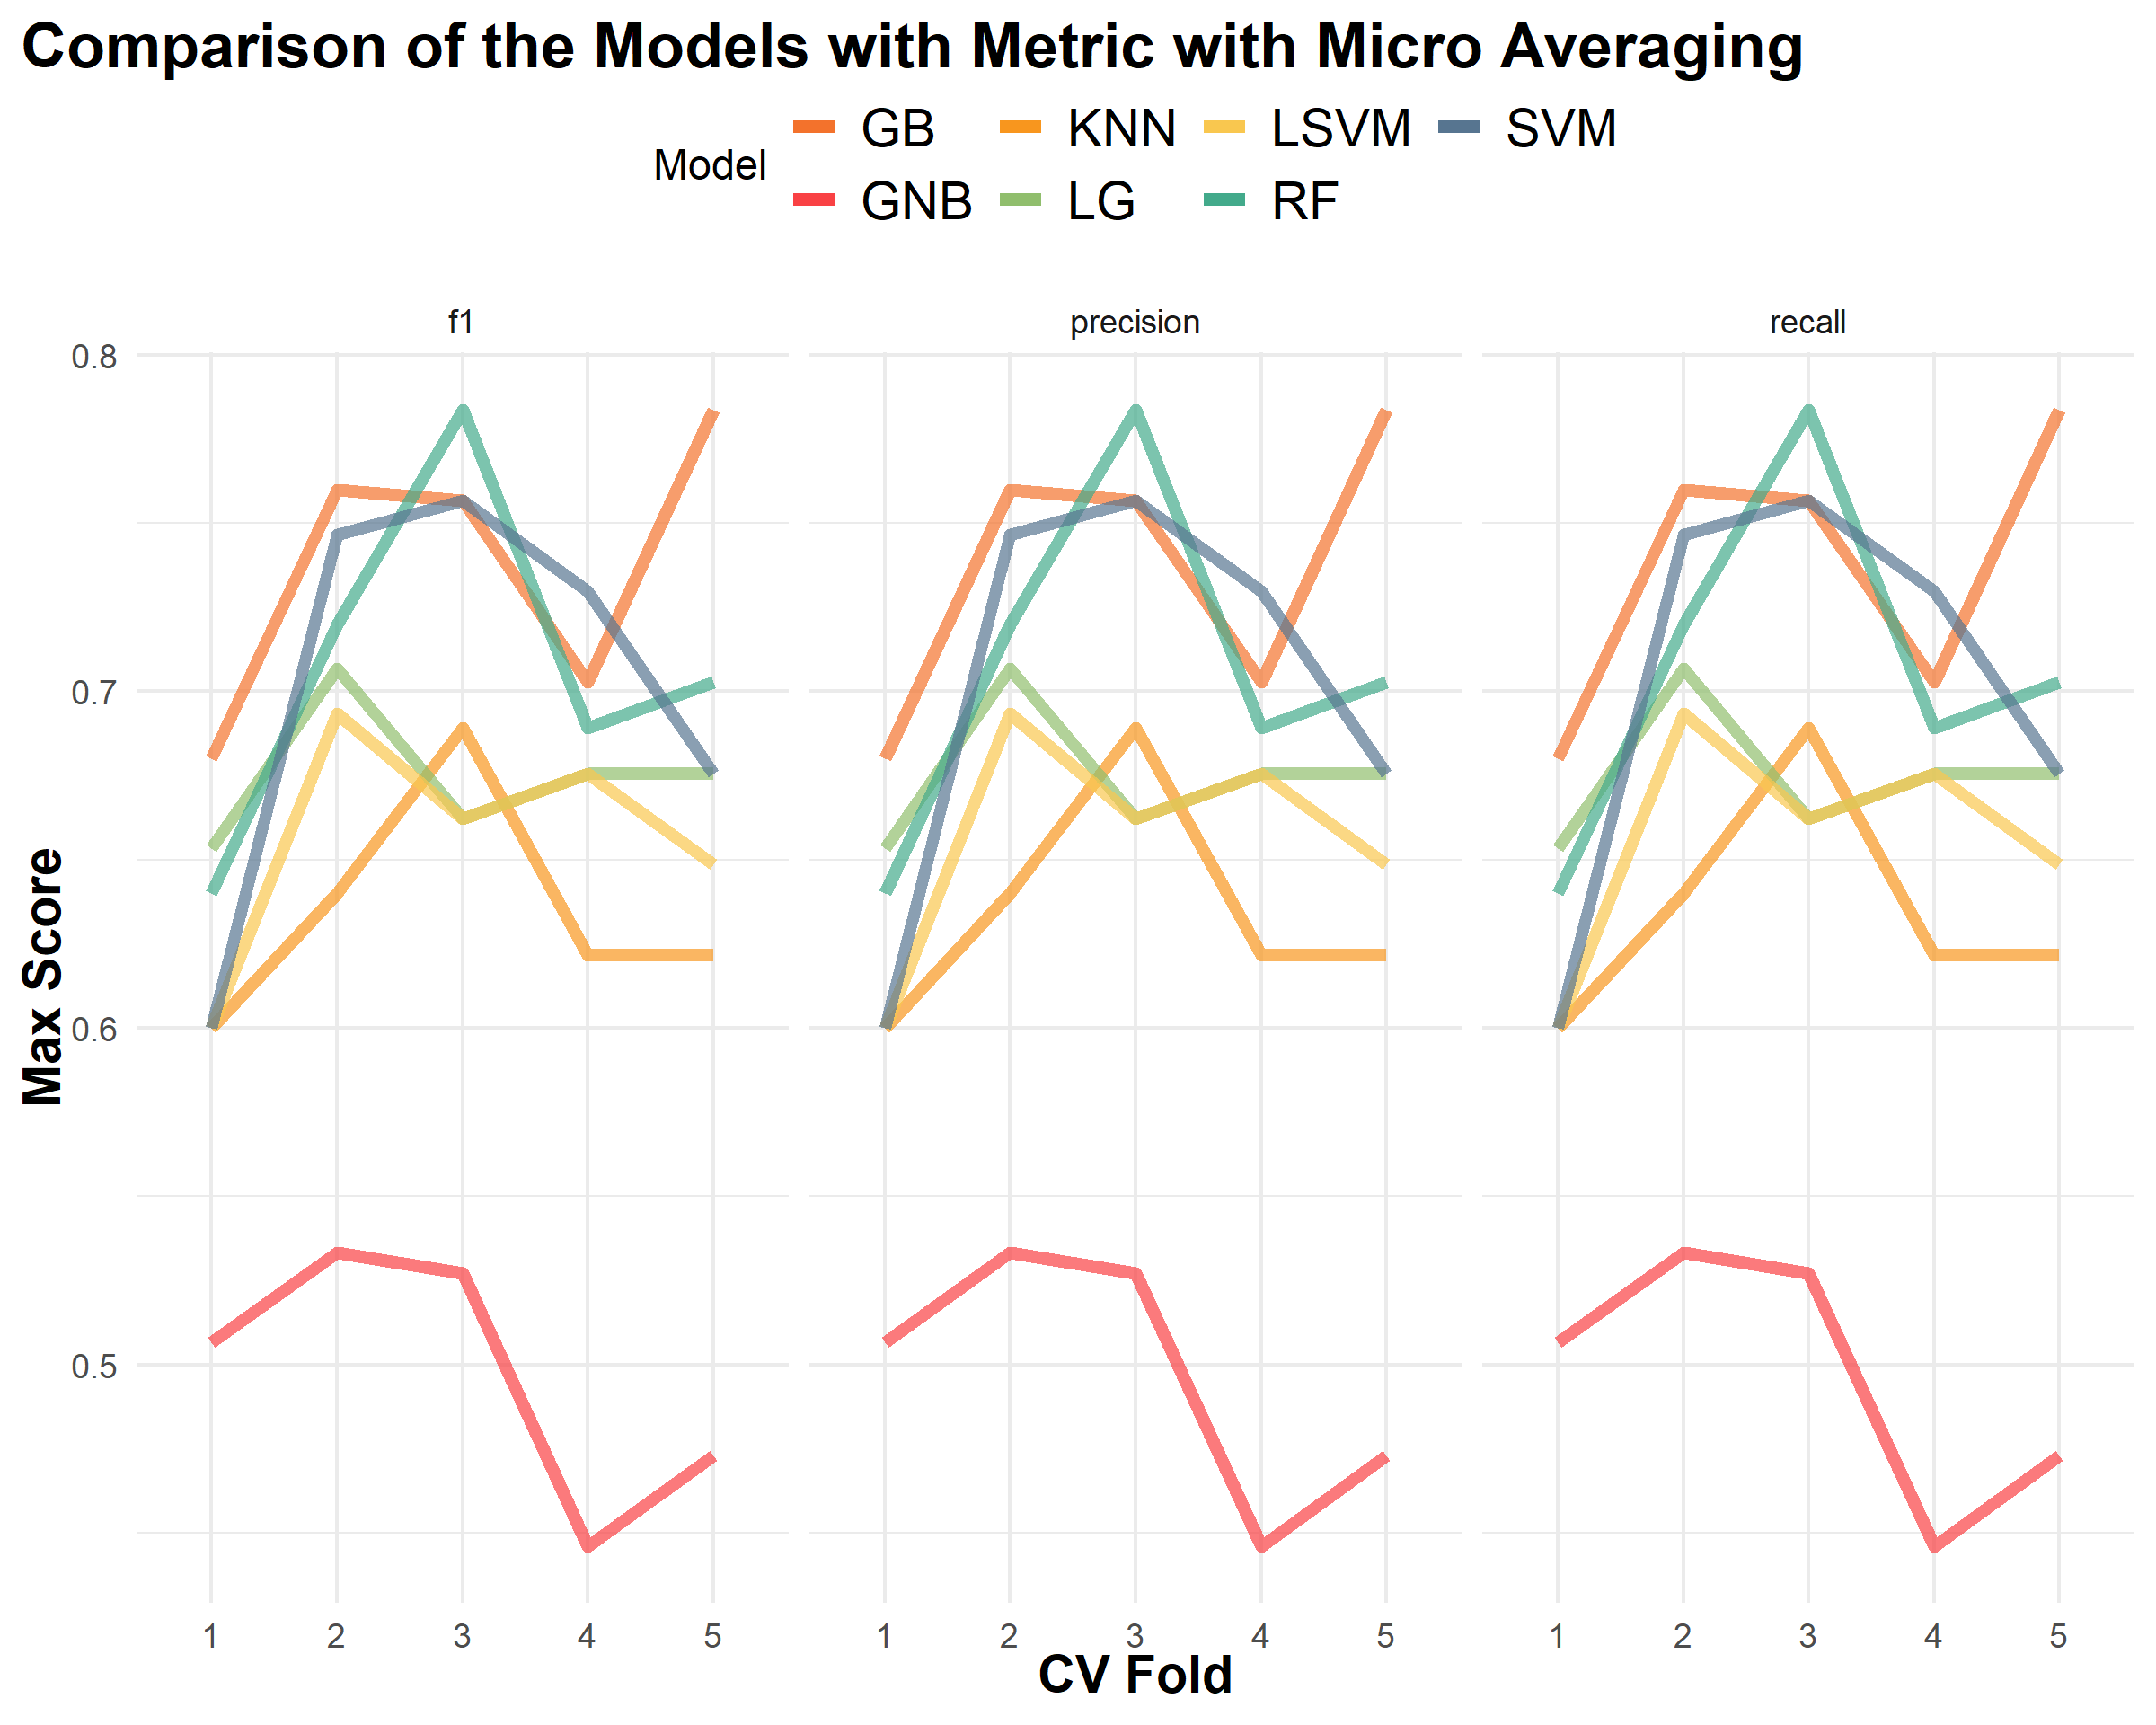 Comparison of the Models with Metric with Micro Averaging
Model
GB KNN LSVM SVM
GNB LG RF
f1 precision recall
Max Score
0.8
0.7
0.6
0.5
1 2 3 4 5 1 2 3 4 5 1 2 3 4 5
CV Fold